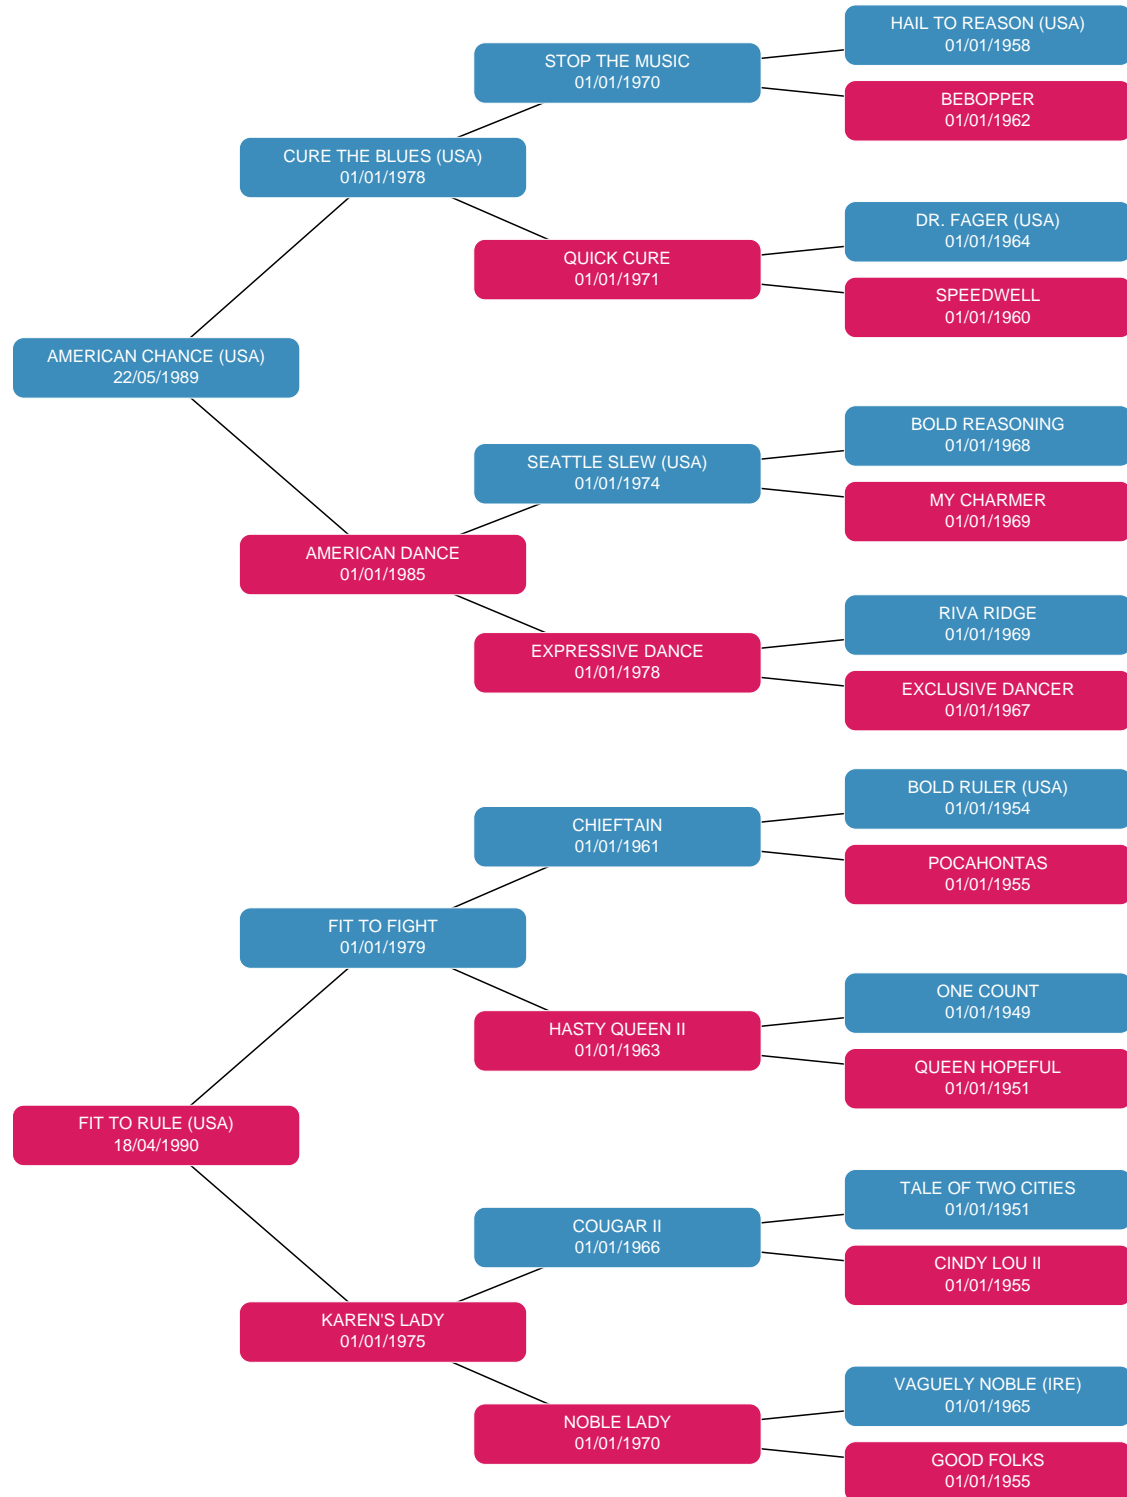 HAIL TO REASON (USA)
01/01/1958
STOP THE MUSIC
01/01/1970
BEBOPPER
01/01/1962
CURE THE BLUES (USA)
01/01/1978
DR. FAGER (USA)
01/01/1964
QUICK CURE
01/01/1971
SPEEDWELL
01/01/1960
AMERICAN CHANCE (USA)
22/05/1989
BOLD REASONING
01/01/1968
SEATTLE SLEW (USA)
01/01/1974
MY CHARMER
01/01/1969
AMERICAN DANCE
01/01/1985
RIVA RIDGE
01/01/1969
EXPRESSIVE DANCE
01/01/1978
EXCLUSIVE DANCER
01/01/1967
BOLD RULER (USA)
01/01/1954
CHIEFTAIN
01/01/1961
POCAHONTAS
01/01/1955
FIT TO FIGHT
01/01/1979
ONE COUNT
01/01/1949
HASTY QUEEN II
01/01/1963
QUEEN HOPEFUL
01/01/1951
FIT TO RULE (USA)
18/04/1990
TALE OF TWO CITIES
01/01/1951
COUGAR II
01/01/1966
CINDY LOU II
01/01/1955
KAREN'S LADY
01/01/1975
VAGUELY NOBLE (IRE)
01/01/1965
NOBLE LADY
01/01/1970
GOOD FOLKS
01/01/1955